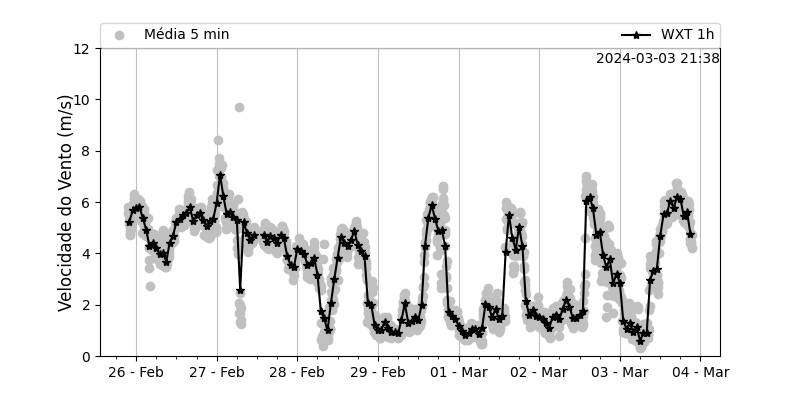 Média 5 min WXT 1h
2024-03-03 21:38
Velocidade do Vento (m/s)
12
10
8
6
4
2
0
26 - Feb 27 - Feb 28 - Feb 29 - Feb 01 - Mar 02 - Mar 03 - Mar 04 - Mar